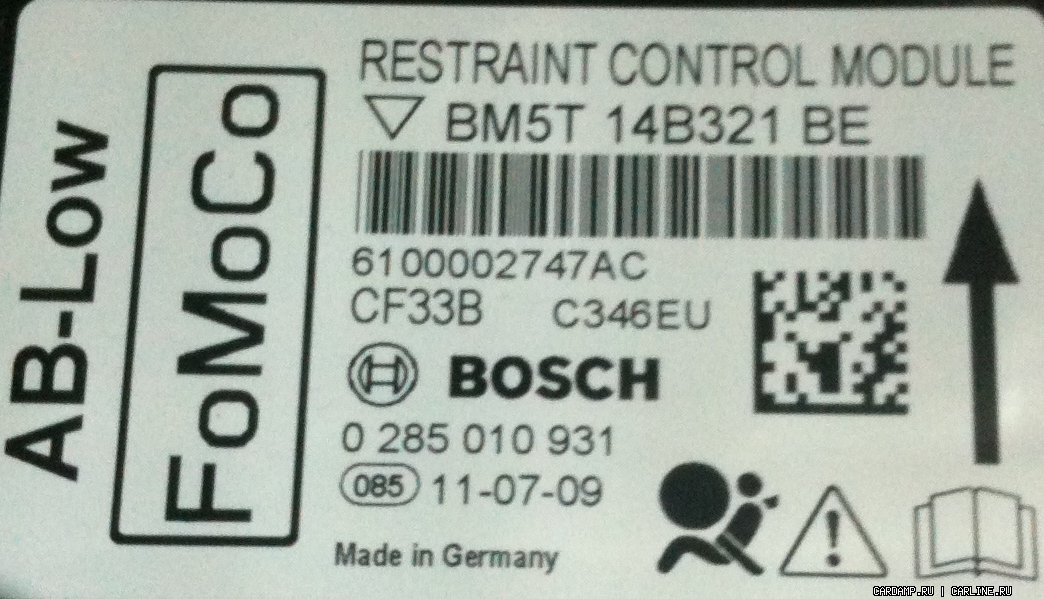 AB-Low
FoMoCo
RESTRAINT CONTROL MODULE
BM5T 14B321 BE
6100002747AC
CF33B C346EU
BOSCH
0 285 010 931
085 11-07-09
Made in Germany
CARDAMP.RU | CARLINE.RU